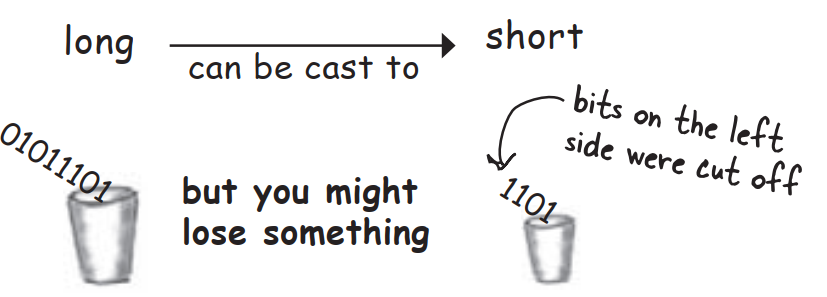 long
can be cast to
short
bits on the left
side were cut off
01011101
but you might
lose something
1101